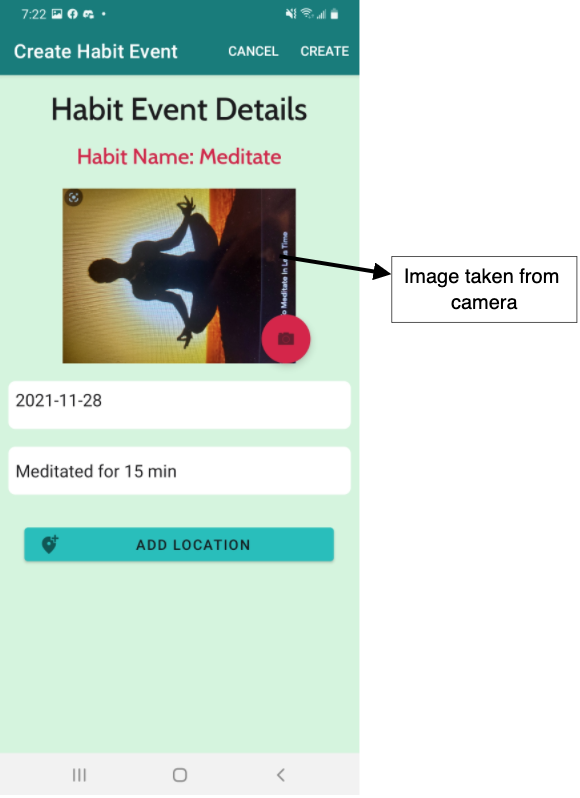 7:22
Create Habit Event CANCEL CREATE
Habit Event Details
Habit Name: Meditate
Meditate In Time
Image taken from
camera
2021-11-28
Meditated for 15 min
ADD LOCATION